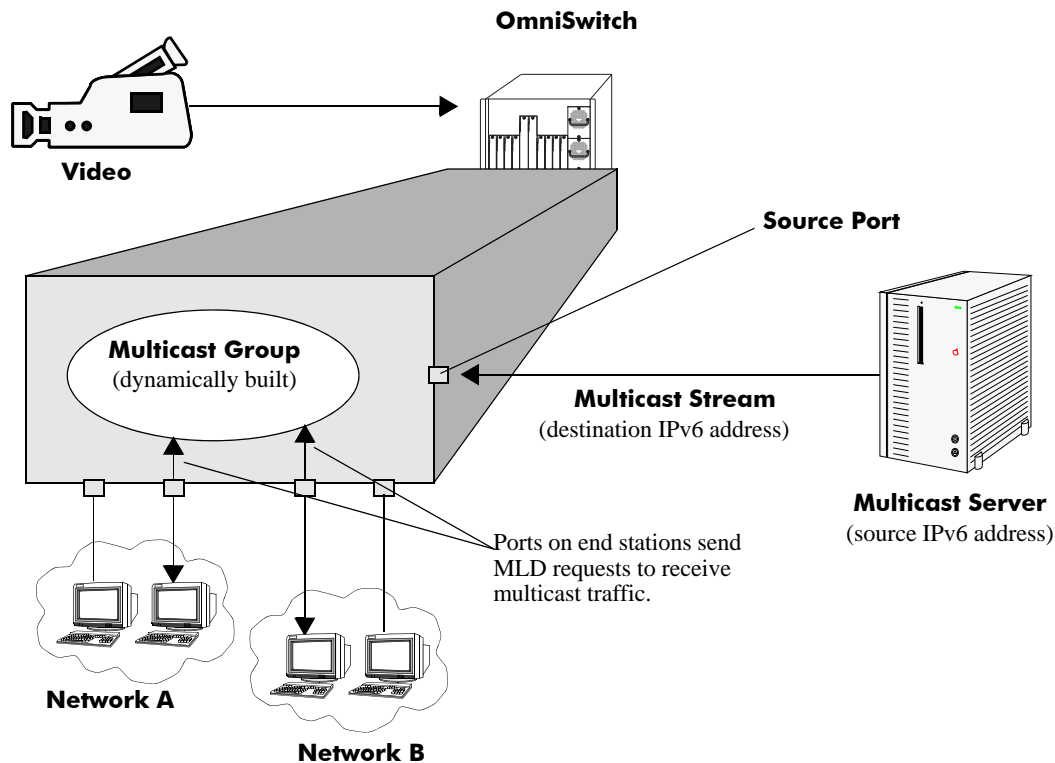 OmniSwitch
Video
Source Port
Multicast Group
(dynamically built)
Multicast Stream
(destination IPv6 address)
Multicast Server
(source IPv6 address)
Ports on end stations send
MLD requests to receive
multicast traffic.
Network A
Network B